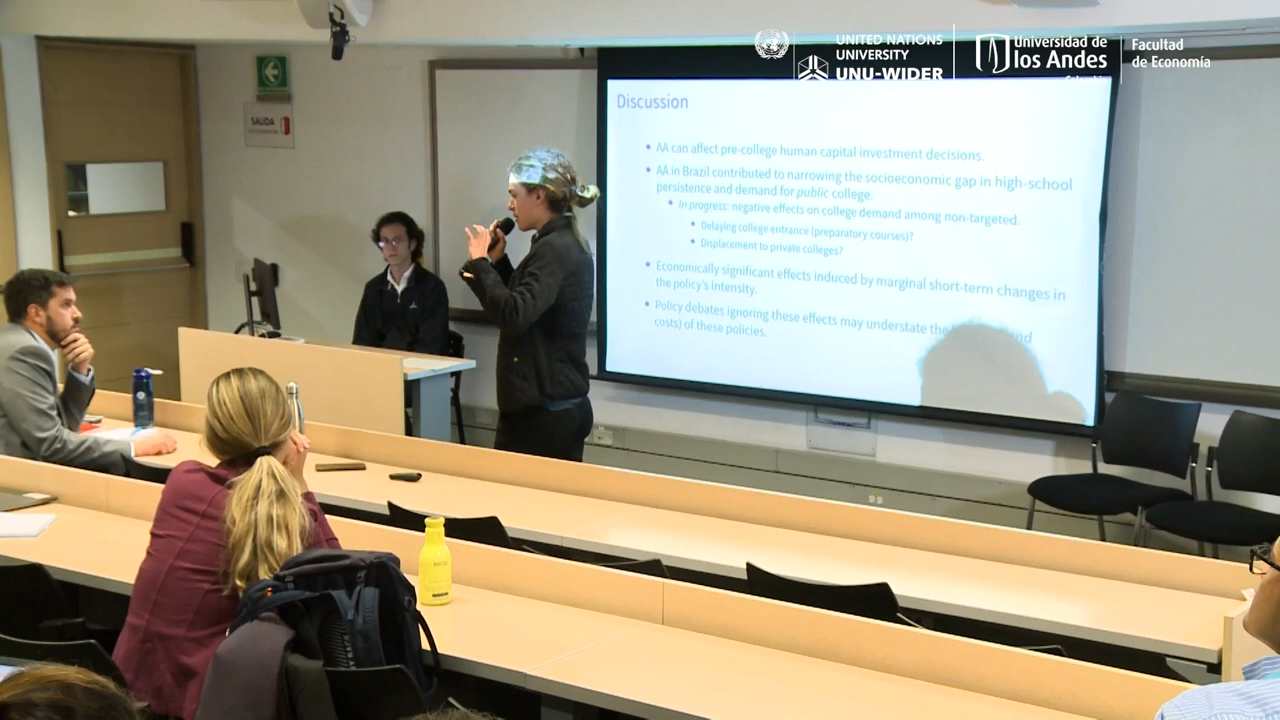 UNITED NATIONS
UNIVERSITY
UNU-WIDER
Universidad de
los Andes
Colombia
Facultad
de Economía
SALIDA
Discussion
AA can affect pre-college human capital investment decisions.
AA in Brazil contributed to narrowing the socioeconomic gap in high-school
persistence and demand for public college.
In progress: negative effects on college demand among non-targeted.
Delaying college entrance (preparatory courses)?
Displacement to private colleges?
Economically significant effects induced by marginal short-term changes in
the policy's intensity.
Policy debates ignoring these effects may understate the
costs) of these policies.